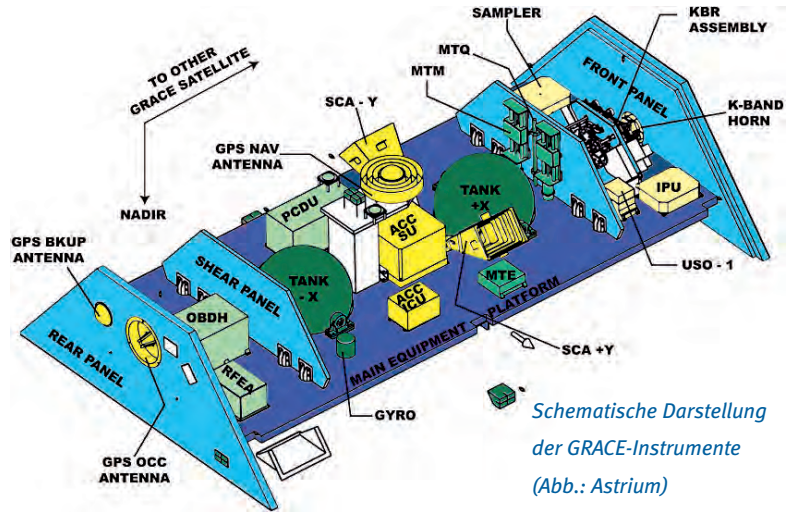 SAMPLER
KBR
ASSEMBLY
MTQ
MTM
FRONT PANEL
TO OTHER
GRACE SATELLITE
SCA - Y
K-BAND
HORN
GPS NAV
ANTENNA
NADIR
PCDU
TANK
+X
IPU
ACC
SU
GPS BKUP
ANTENNA
SHEAR PANEL
USO - 1
TANK
- X
MTE
ACC
ICU
OBDH
MAIN EQUIPMENT PLATFORM
SCA +Y
REAR PANEL
RFEA
GYRO
GPS OCC
ANTENNA
Schematische Darstellung
der GRACE-Instrumente
(Abb.: Astrium)